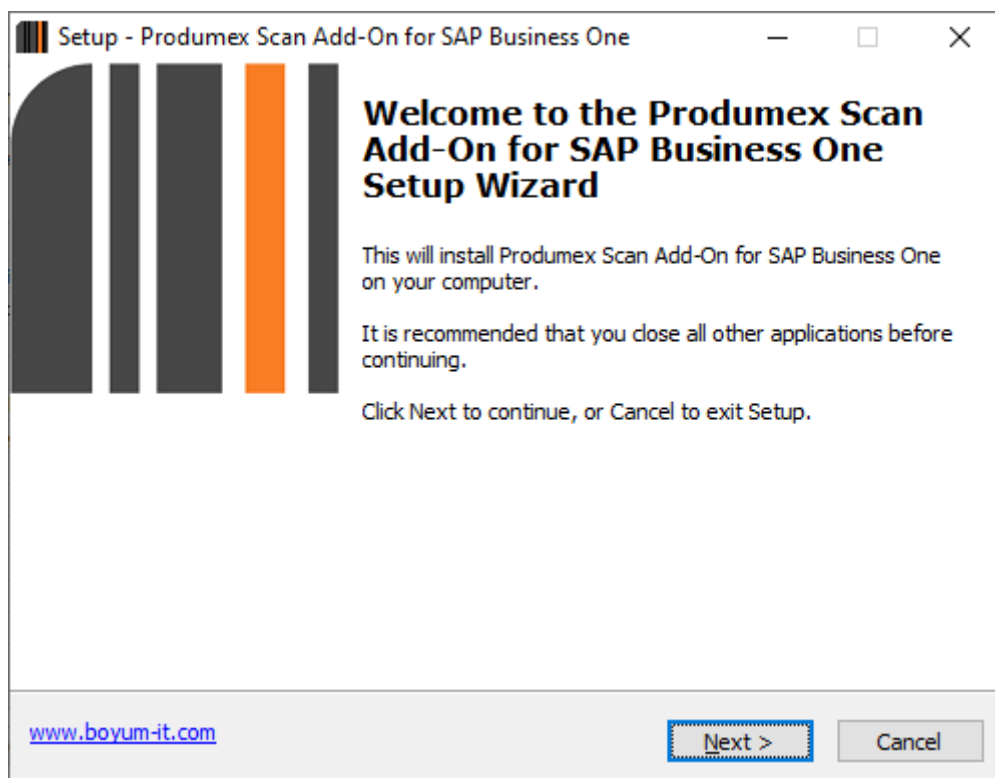 Setup - Produmex Scan Add-On for SAP Business One
Welcome to the Produmex Scan
Add-On for SAP Business One
Setup Wizard
This will install Produmex Scan Add-On for SAP Business One
on your computer.
It is recommended that you close all other applications before
continuing.
Click Next to continue, or Cancel to exit Setup.
www.boyum-it.com
Next >
Cancel